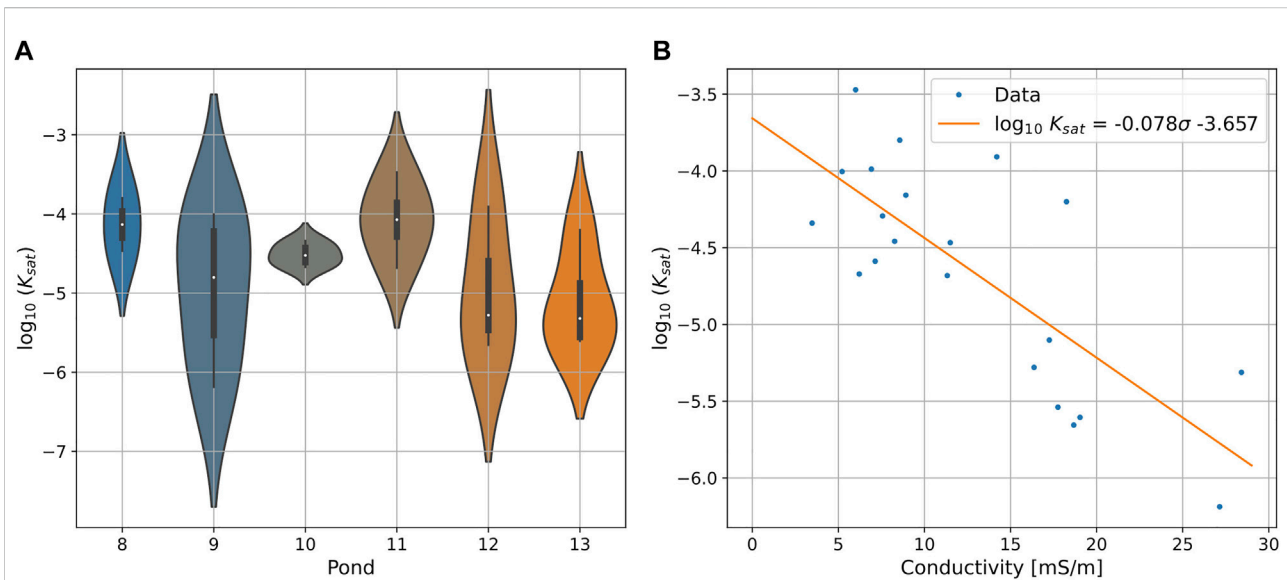 A
−3
−4
−5
−6
−7
log₁₀ (Kₛₐₜ)
8 9 10 11 12 13
Pond
B
−3.5
−4.0
−4.5
−5.0
−5.5
−6.0
log₁₀ (Kₛₐₜ)
Data
log₁₀ Kₛₐₜ = -0.078σ -3.657
0 5 10 15 20 25 30
Conductivity [mS/m]